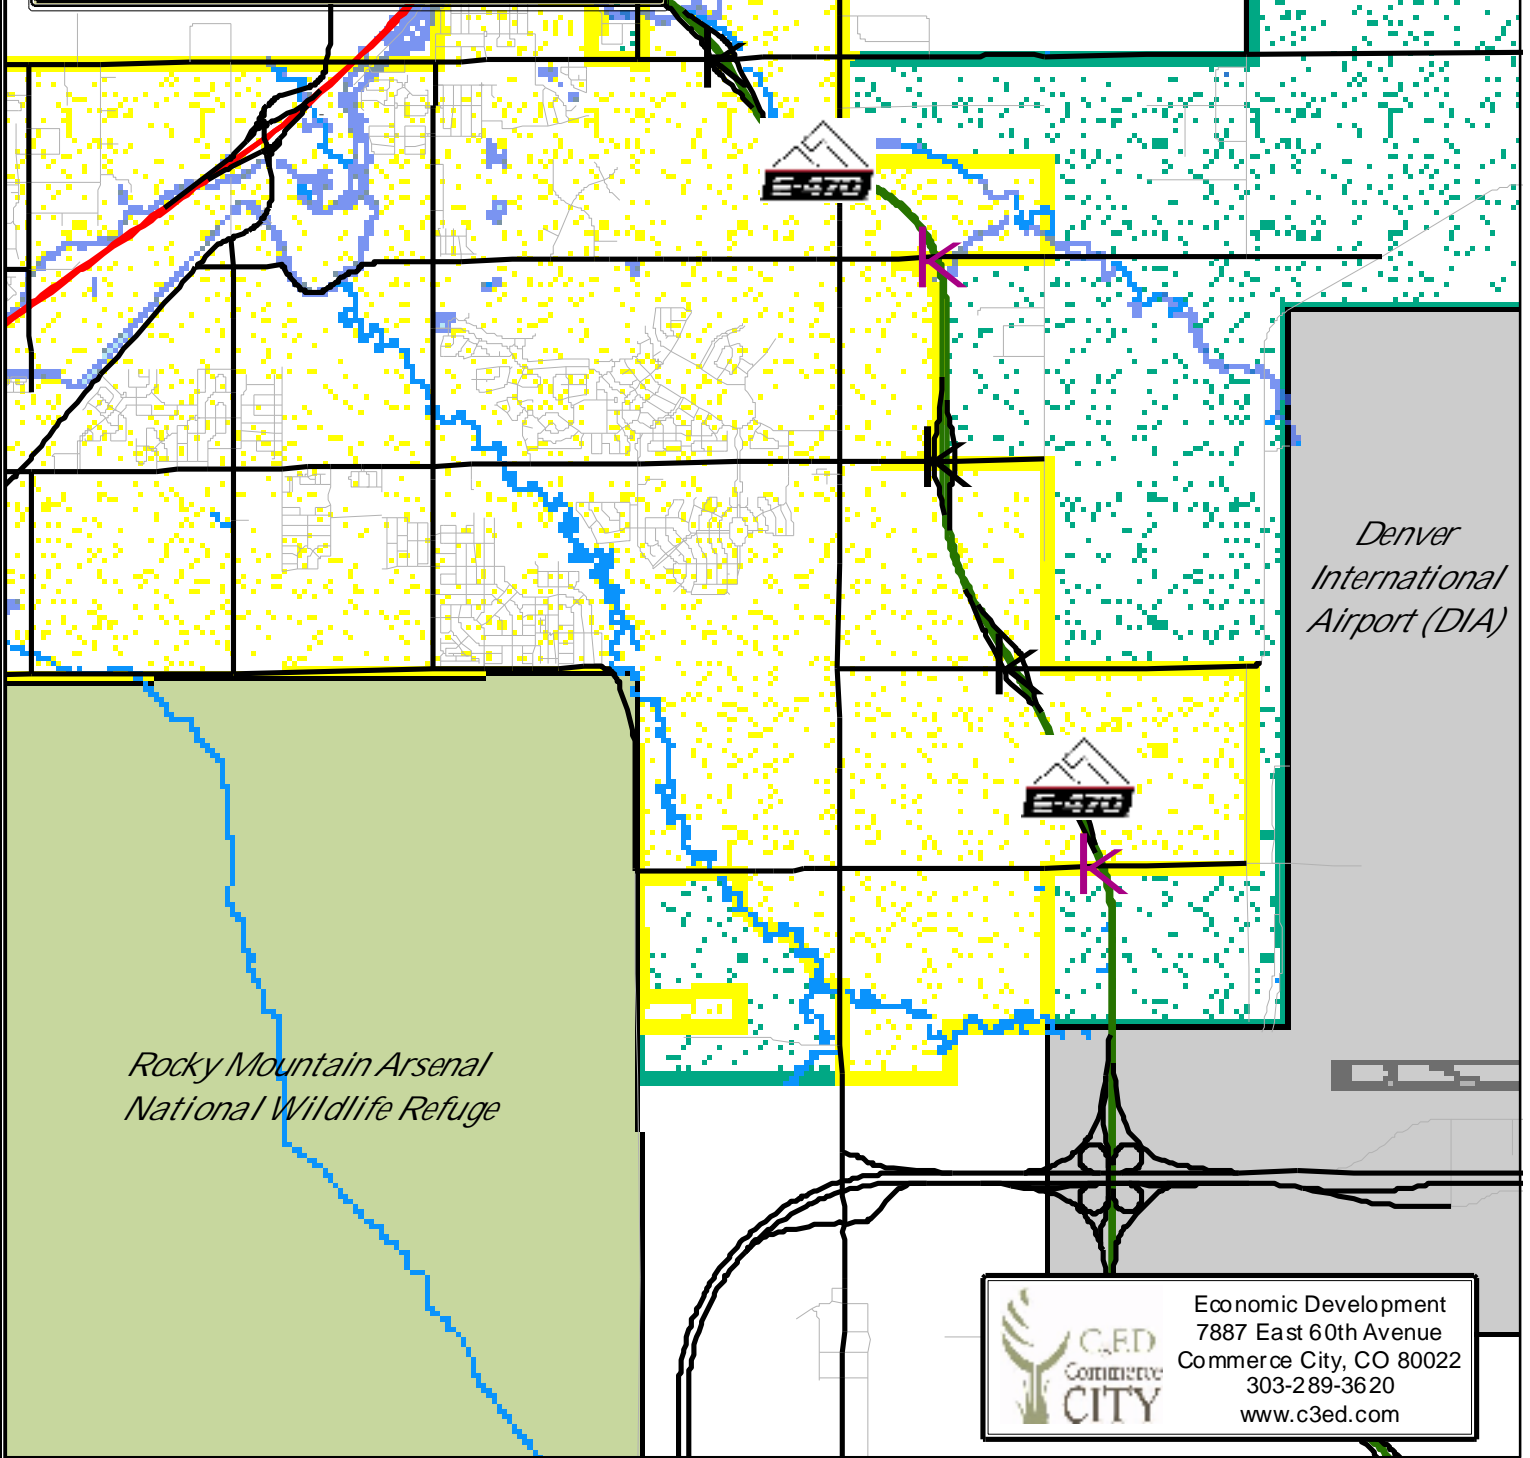 E-470
Denver
International
Airport (DIA)
E-470
Rocky Mountain Arsenal
National Wildlife Refuge
C3ED
Commerce
CITY
Economic Development
7887 East 60th Avenue
Commerce City, CO 80022
303-289-3620
www.c3ed.com